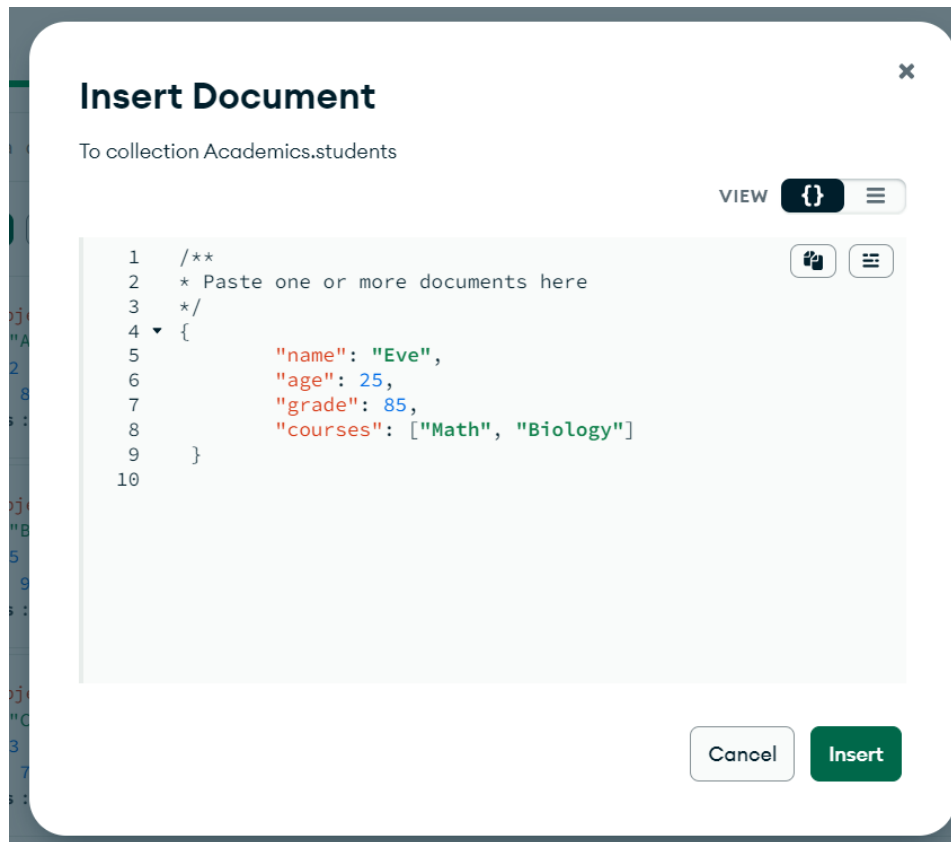 Insert Document
To collection Academics.students
VIEW {}
1 /**
2 * Paste one or more documents here
3 */
4 {
5 "name": "Eve",
6 "age": 25,
7 "grade": 85,
8 "courses": ["Math", "Biology"]
9 }
10
Cancel Insert